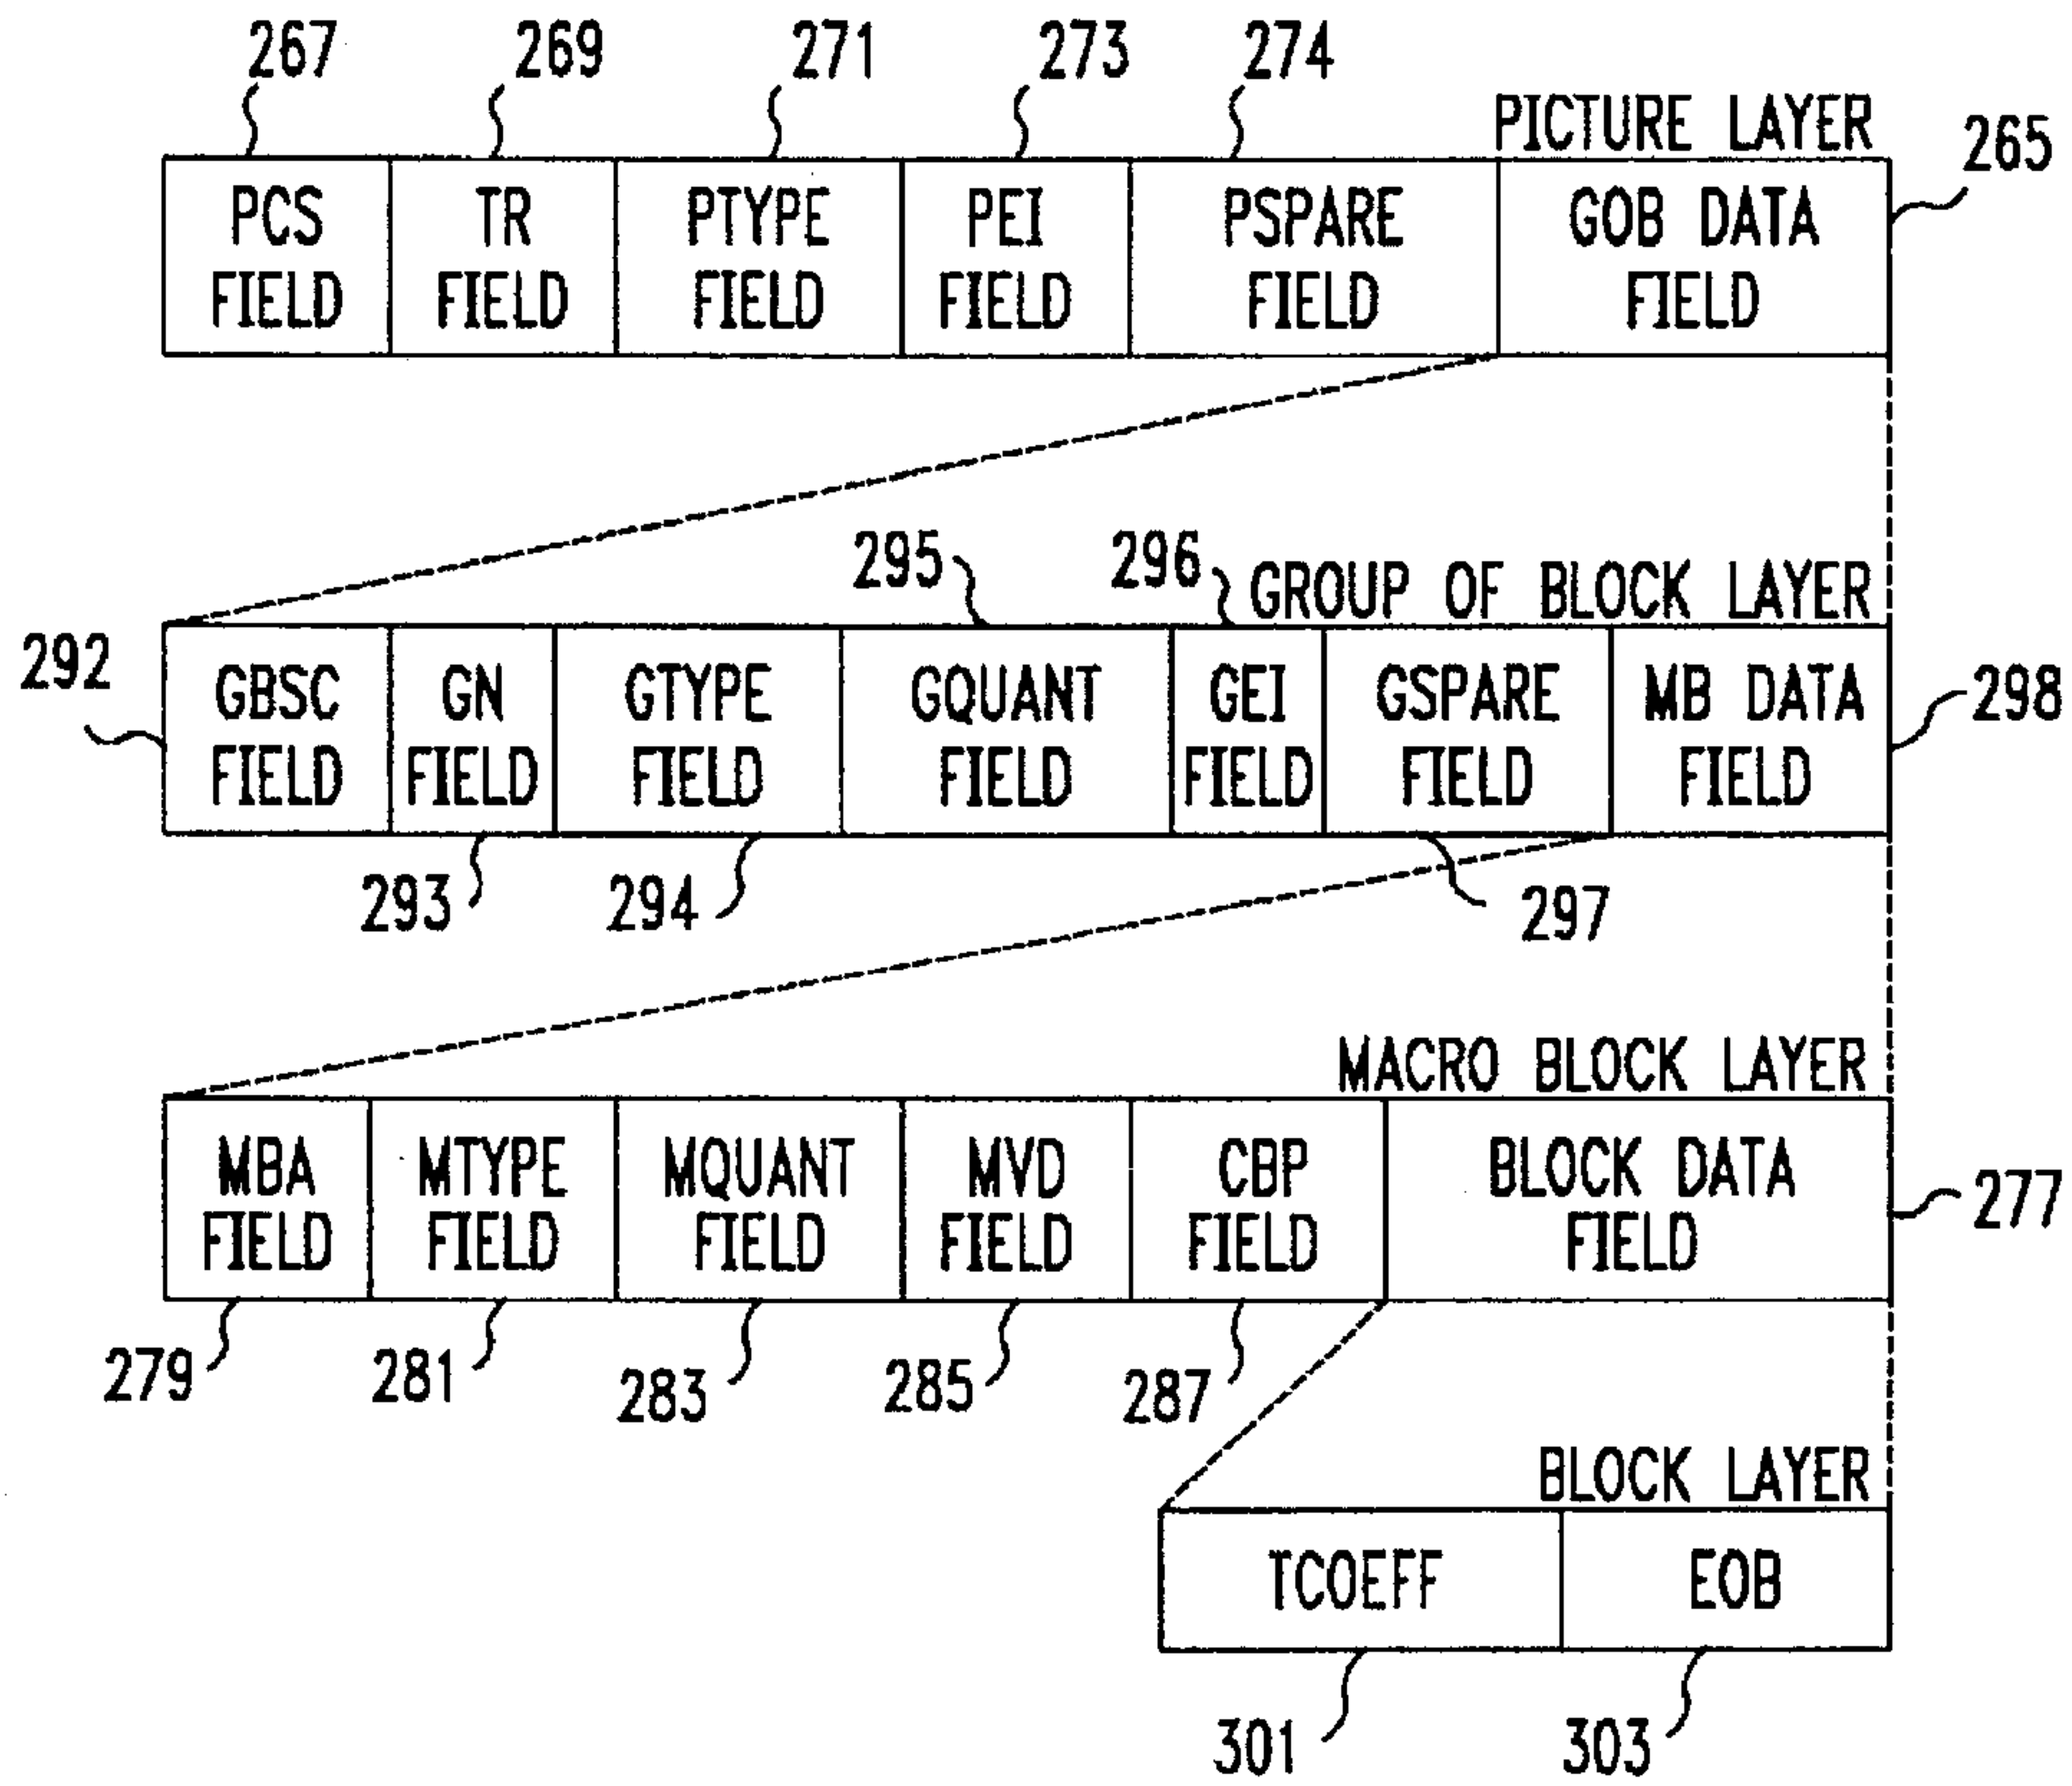 267 269 271 273 274
PICTURE LAYER
265
PCS FIELD
TR FIELD
PTYPE FIELD
PEI FIELD
PSPARE FIELD
GOB DATA FIELD
295 296
GROUP OF BLOCK LAYER
292
GBSC FIELD
GN FIELD
GTYPE FIELD
GQUANT FIELD
GEI FIELD
GSPARE FIELD
MB DATA FIELD
298
293 294 297
MACRO BLOCK LAYER
MBA FIELD
MTYPE FIELD
MQUANT FIELD
MVD FIELD
CBP FIELD
BLOCK DATA FIELD
277
279 281 283 285 287
BLOCK LAYER
TCOEFF EOB
301 303